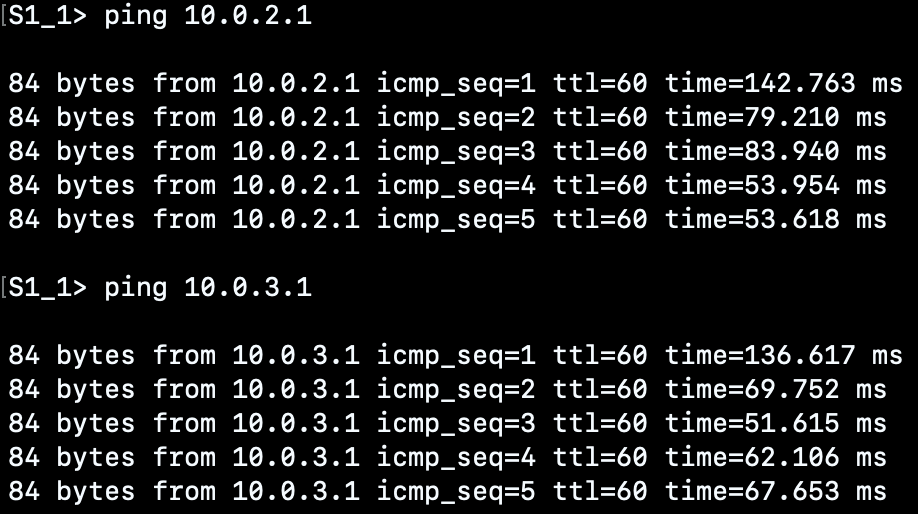 [S1_1> ping 10.0.2.1
84 bytes from 10.0.2.1 icmp_seq=1 ttl=60 time=142.763 ms
84 bytes from 10.0.2.1 icmp_seq=2 ttl=60 time=79.210 ms
84 bytes from 10.0.2.1 icmp_seq=3 ttl=60 time=83.940 ms
84 bytes from 10.0.2.1 icmp_seq=4 ttl=60 time=53.954 ms
84 bytes from 10.0.2.1 icmp_seq=5 ttl=60 time=53.618 ms
[S1_1> ping 10.0.3.1
84 bytes from 10.0.3.1 icmp_seq=1 ttl=60 time=136.617 ms
84 bytes from 10.0.3.1 icmp_seq=2 ttl=60 time=69.752 ms
84 bytes from 10.0.3.1 icmp_seq=3 ttl=60 time=51.615 ms
84 bytes from 10.0.3.1 icmp_seq=4 ttl=60 time=62.106 ms
84 bytes from 10.0.3.1 icmp_seq=5 ttl=60 time=67.653 ms